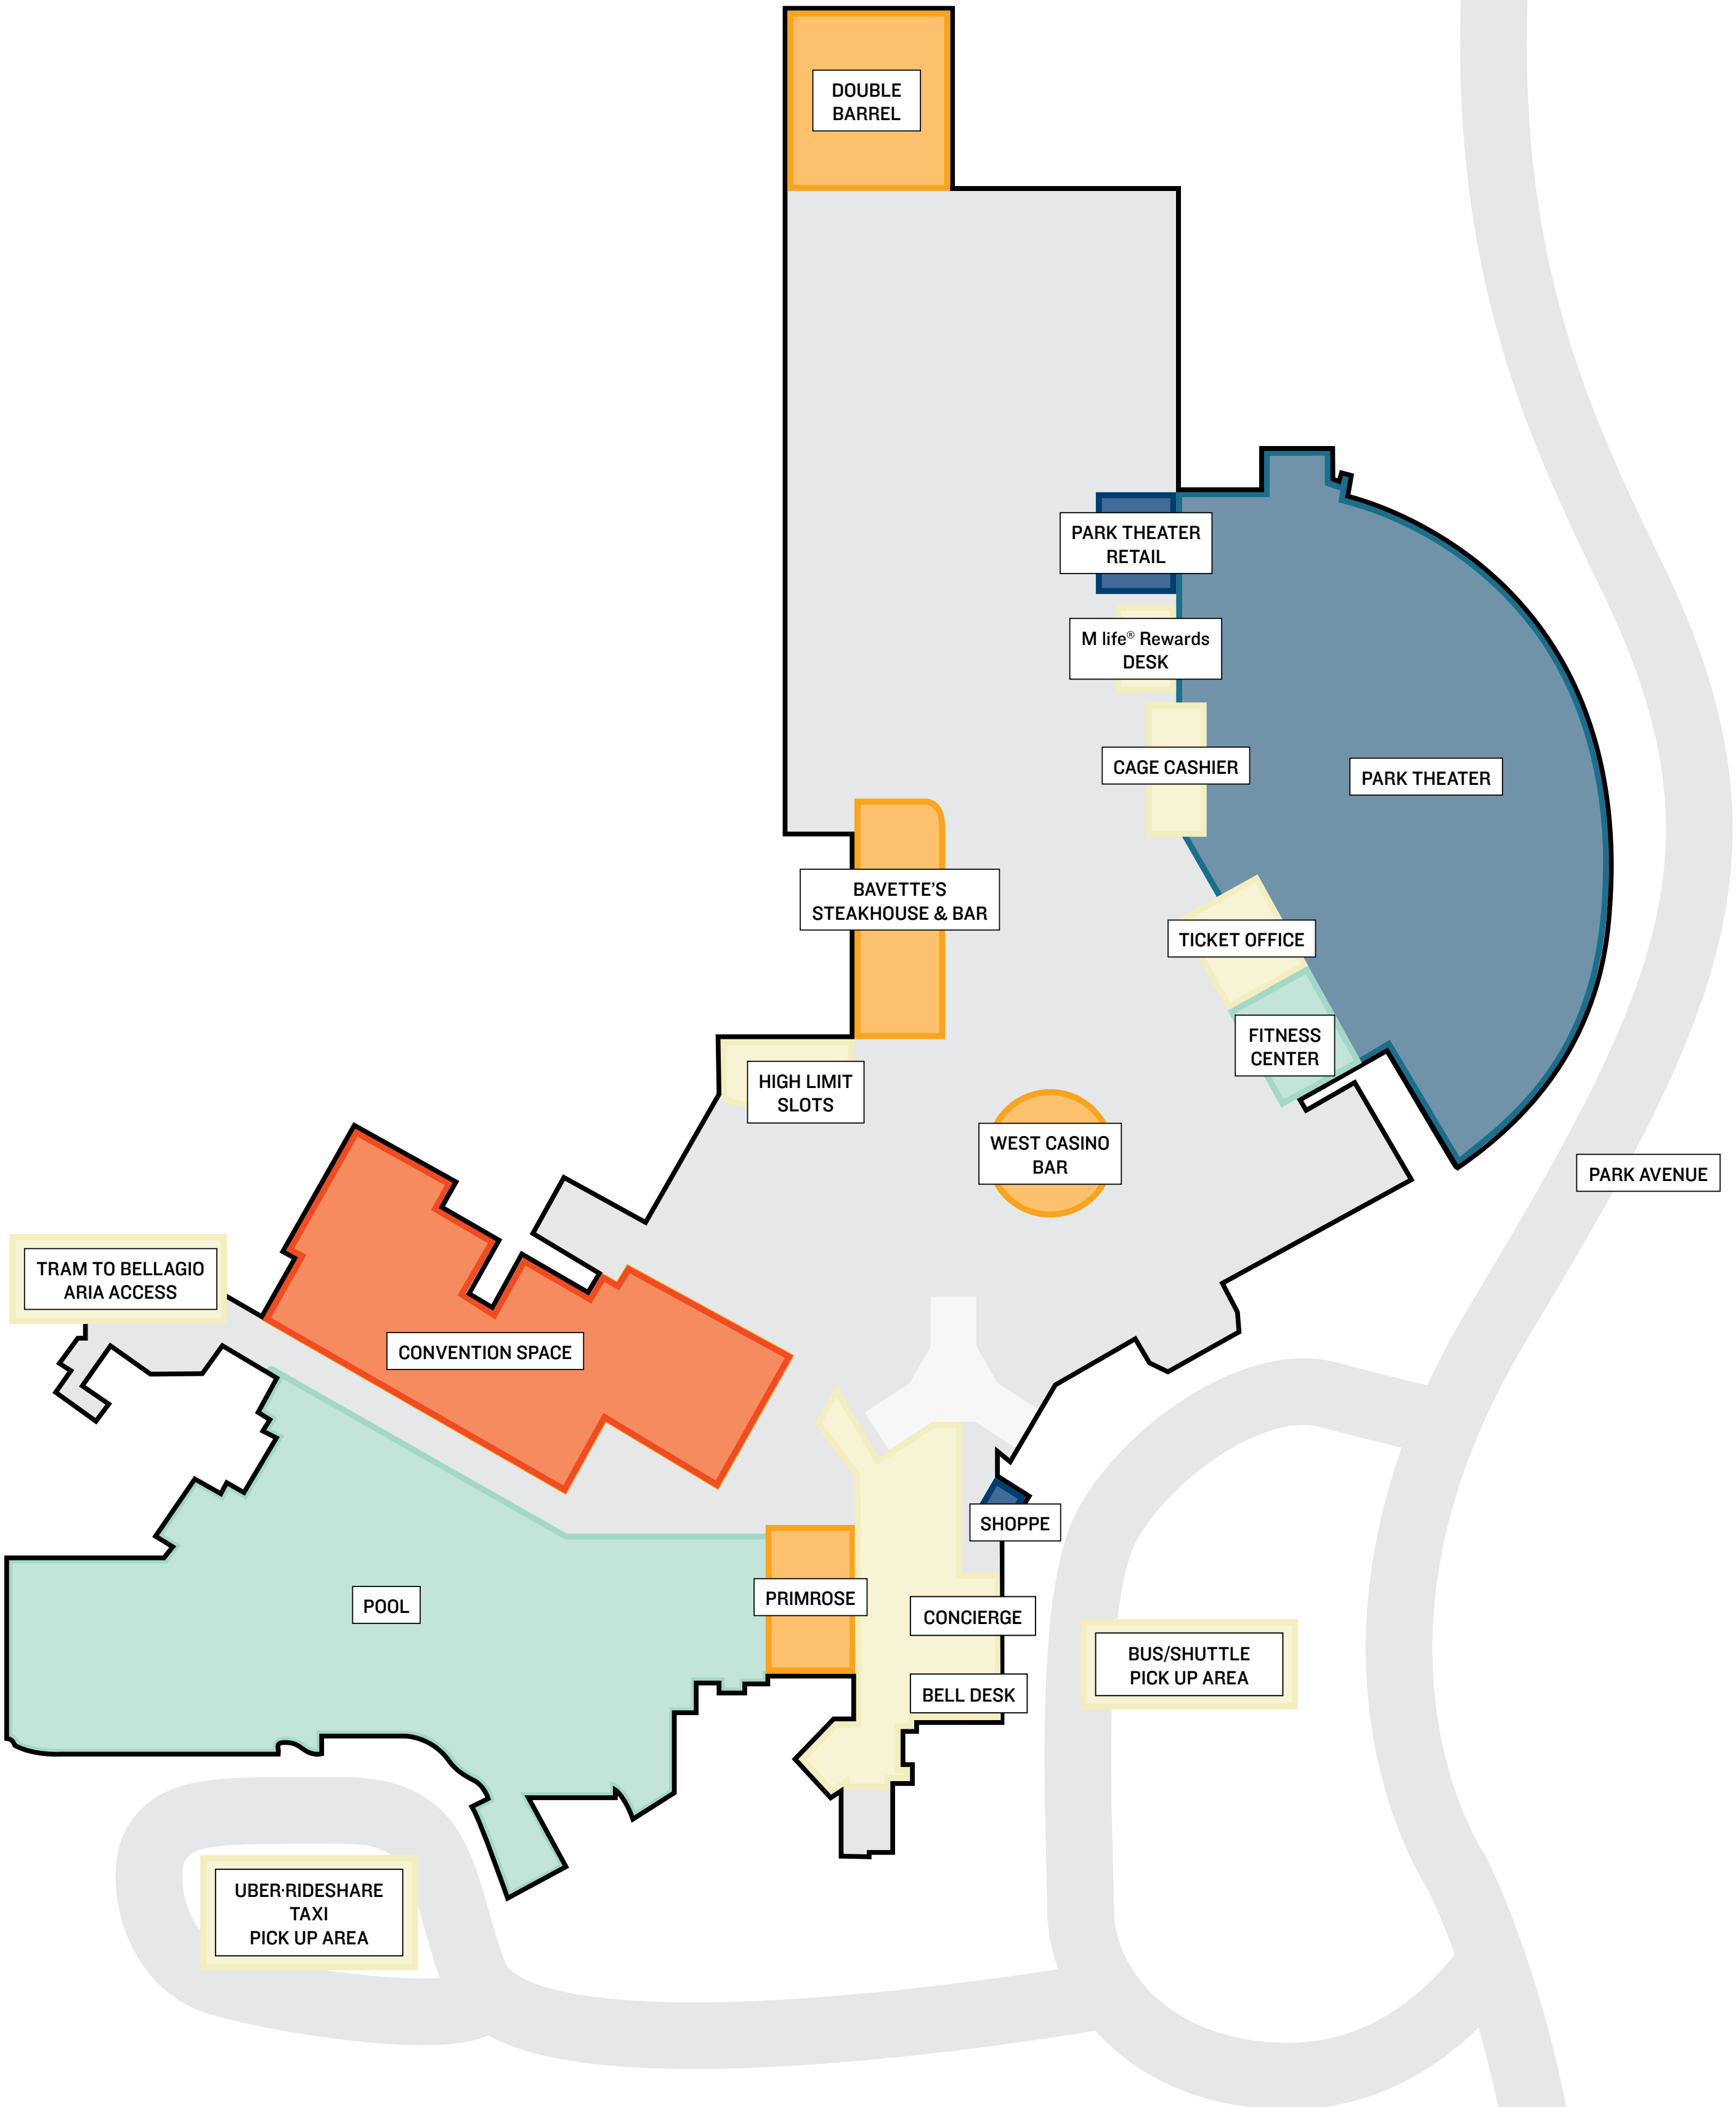 DOUBLE
BARREL
PARK THEATER
RETAIL
M life® Rewards
DESK
CAGE CASHIER
PARK THEATER
BAVETTE'S
STEAKHOUSE & BAR
TICKET OFFICE
FITNESS
CENTER
HIGH LIMIT
SLOTS
WEST CASINO
BAR
PARK AVENUE
TRAM TO BELLAGIO
ARIA ACCESS
CONVENTION SPACE
SHOPPE
PRIMROSE
POOL
CONCIERGE
BUS/SHUTTLE
PICK UP AREA
BELL DESK
UBER·RIDESHARE
TAXI
PICK UP AREA